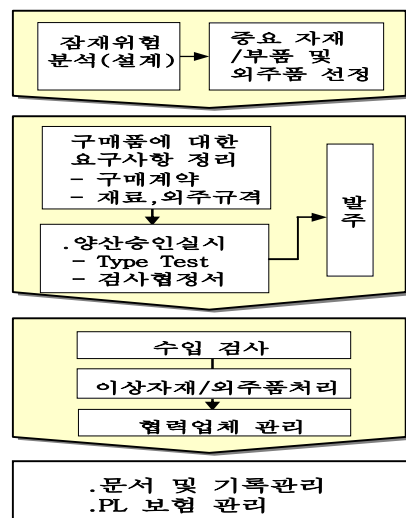 잠재위험
분석(설계)
중요 자재
/부품 및
외주품 선정
구매품에 대한
요구사항 정리
- 구매계약
- 재료,외주규격
.양산승인실시
- Type Test
- 검사협정서
발
주
수입 검사
이상자재/외주품처리
협력업체 관리
.문서 및 기록관리
.PL 보험 관리